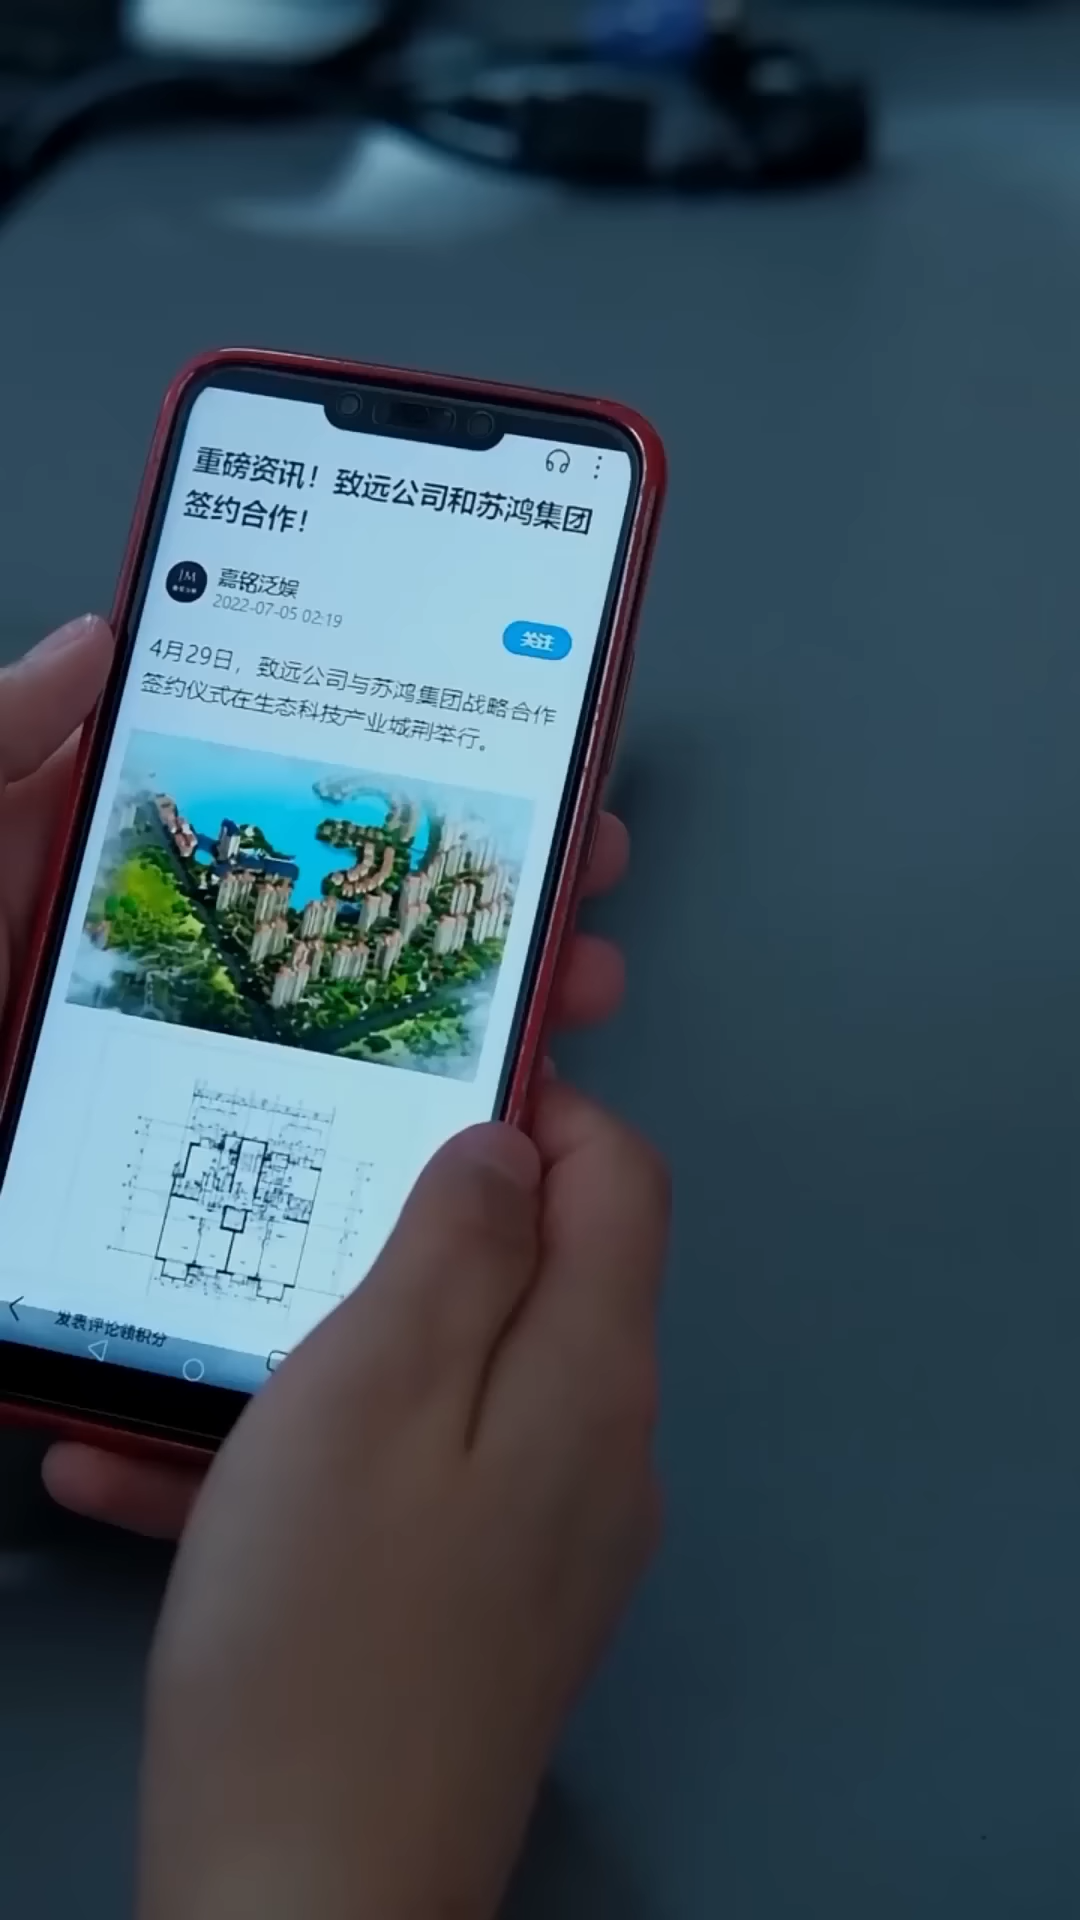 重磅资讯！致远公司和苏鸿集团
签约合作！
JM
嘉铭泛娱
2022-07-05 02:19
关注
4月29日，致远公司与苏鸿集团战略合作
签约仪式在生态科技产业城荆举行。
发表评论领积分